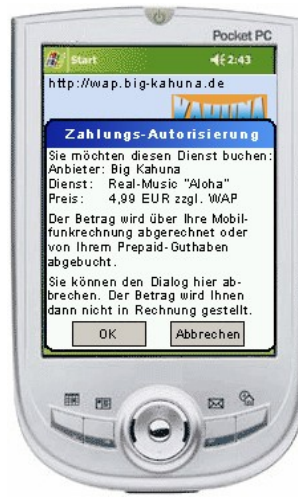 Pocket PC
Start 2:43
http://wap.big-kahuna.de
KAHUNA
Zahlungs-Autorisierung
Sie möchten diesen Dienst buchen:
Anbieter: Big Kahuna
Dienst: Real-Music "Aloha"
Preis: 4,99 EUR zzgl. WAP
Der Betrag wird über Ihre Mobil-
funkrechnung abgerechnet oder
von Ihrem Prepaid-Guthaben
abgebucht.
Sie können den Dialog hier ab-
brechen. Der Betrag wird Ihnen
dann nicht in Rechnung gestellt.
OK Abbrechen